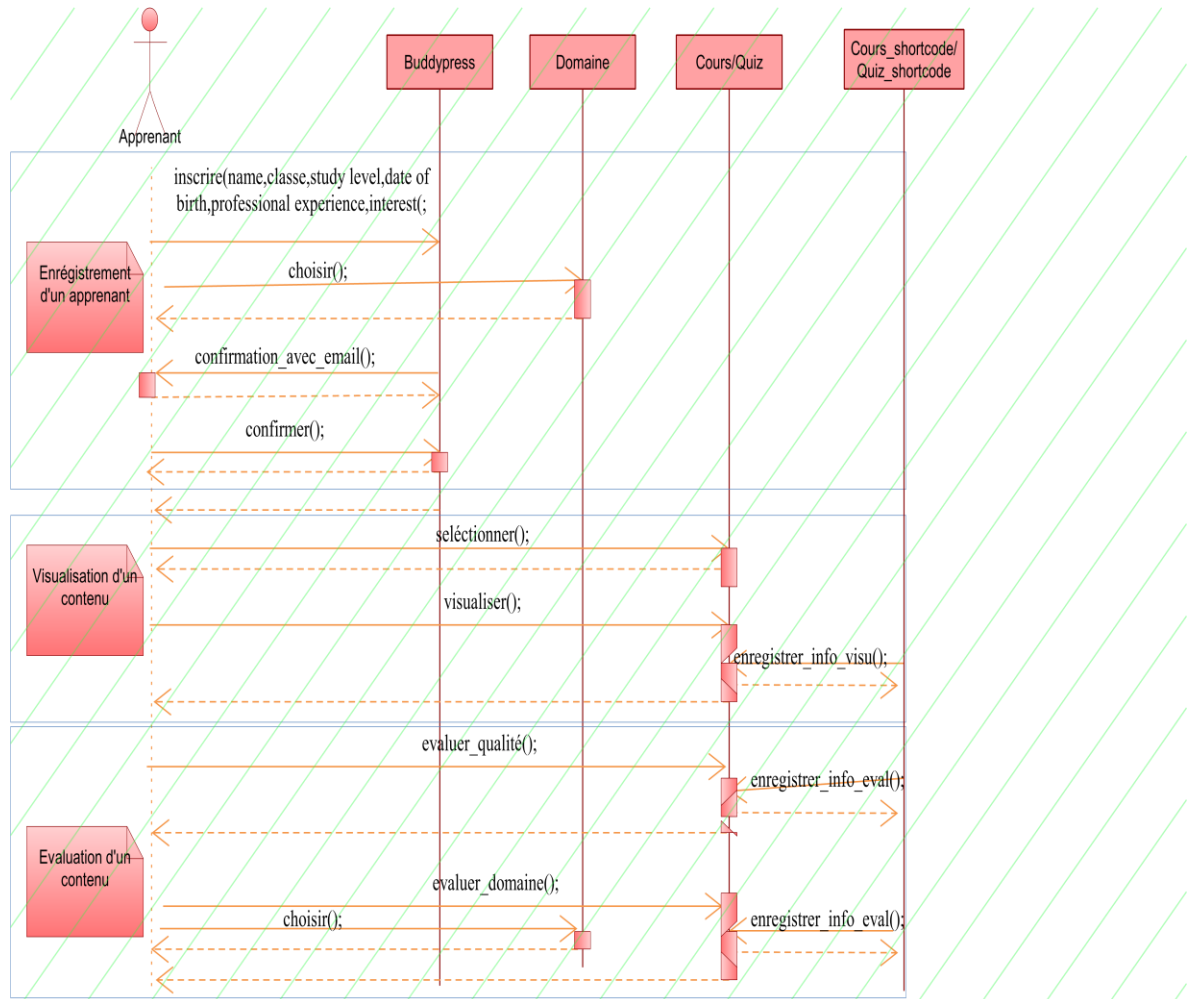 Buddypress
Domaine
Cours/Quiz
Cours_shortcode/
Quiz_shortcode
Apprenant
inscrire(name,classe,study level,date of
birth,professional experience,interest(;
Enrégistrement
d'un apprenant
choisir();
confirmation_avec_email();
confirmer();
seléctionner();
Visualisation d'un
contenu
visualiser();
enregistrer_info_visu();
evaluer_qualité();
enregistrer_info_eval();
Evaluation d'un
contenu
evaluer_domaine();
choisir();
enregistrer_info_eval();